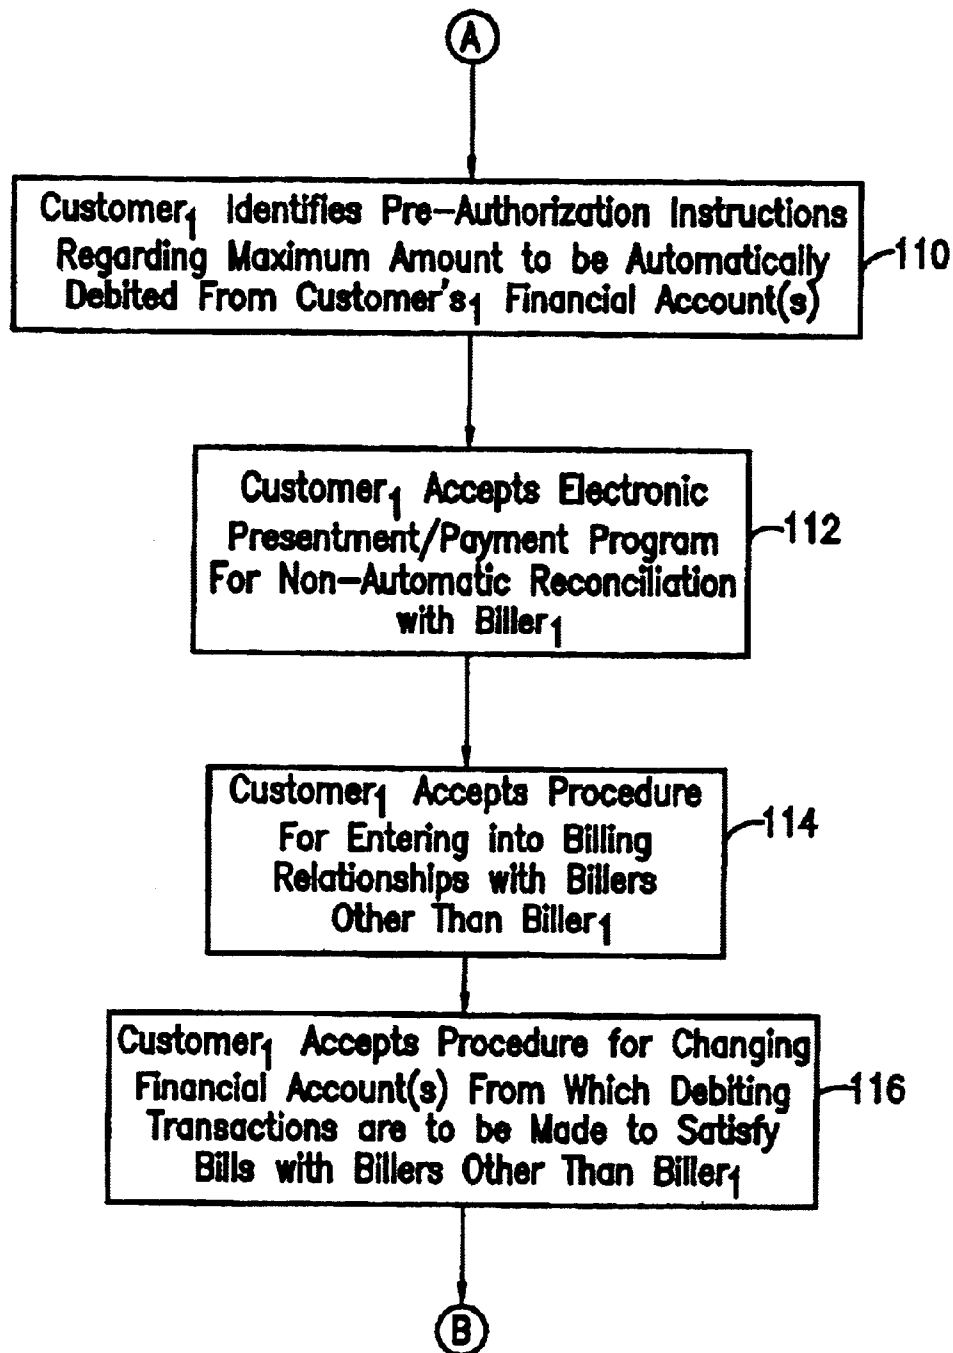 A
Customer₁ Identifies Pre-Authorization Instructions
Regarding Maximum Amount to be Automatically
Debited From Customer's₁ Financial Account(s)
110
Customer₁ Accepts Electronic
Presentment/Payment Program
For Non-Automatic Reconciliation
with Biller₁
112
Customer₁ Accepts Procedure
For Entering into Billing
Relationships with Billers
Other Than Biller₁
114
Customer₁ Accepts Procedure for Changing
Financial Account(s) From Which Debiting
Transactions are to be Made to Satisfy
Bills with Billers Other Than Biller₁
116
B